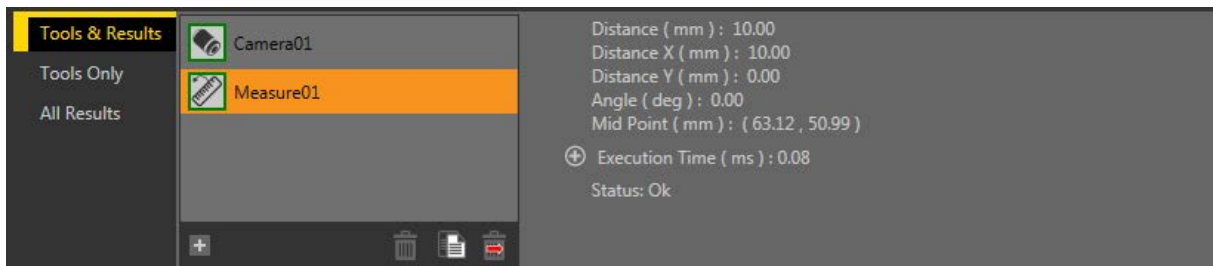 Tools & Results
Tools Only
All Results
Camera01
Measure01
Distance ( mm ) : 10.00
Distance X ( mm ) : 10.00
Distance Y ( mm ) : 0.00
Angle ( deg ) : 0.00
Mid Point ( mm ) : ( 63.12 , 50.99 )
Execution Time ( ms ) : 0.08
Status: Ok